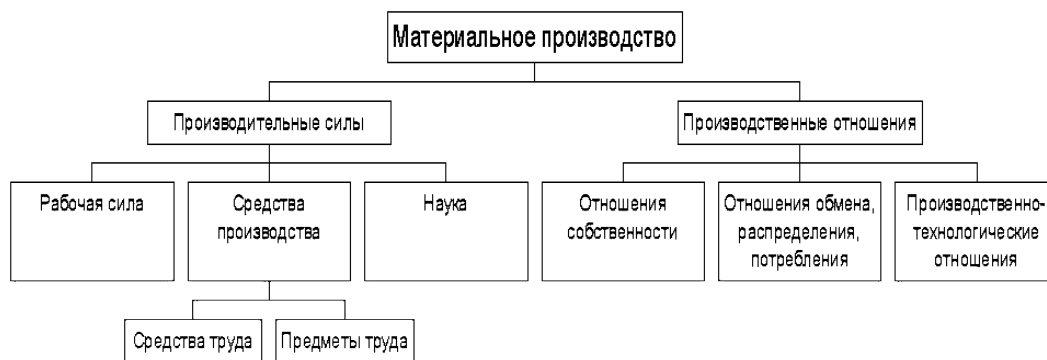 Материальное производство
Производительные силы
Производственные отношения
Рабочая сила
Средства
производства
Наука
Отношения
собственности
Отношения обмена,
распределения,
потребления
Производственно-
технологические
отношения
Средства труда
Предметы труда